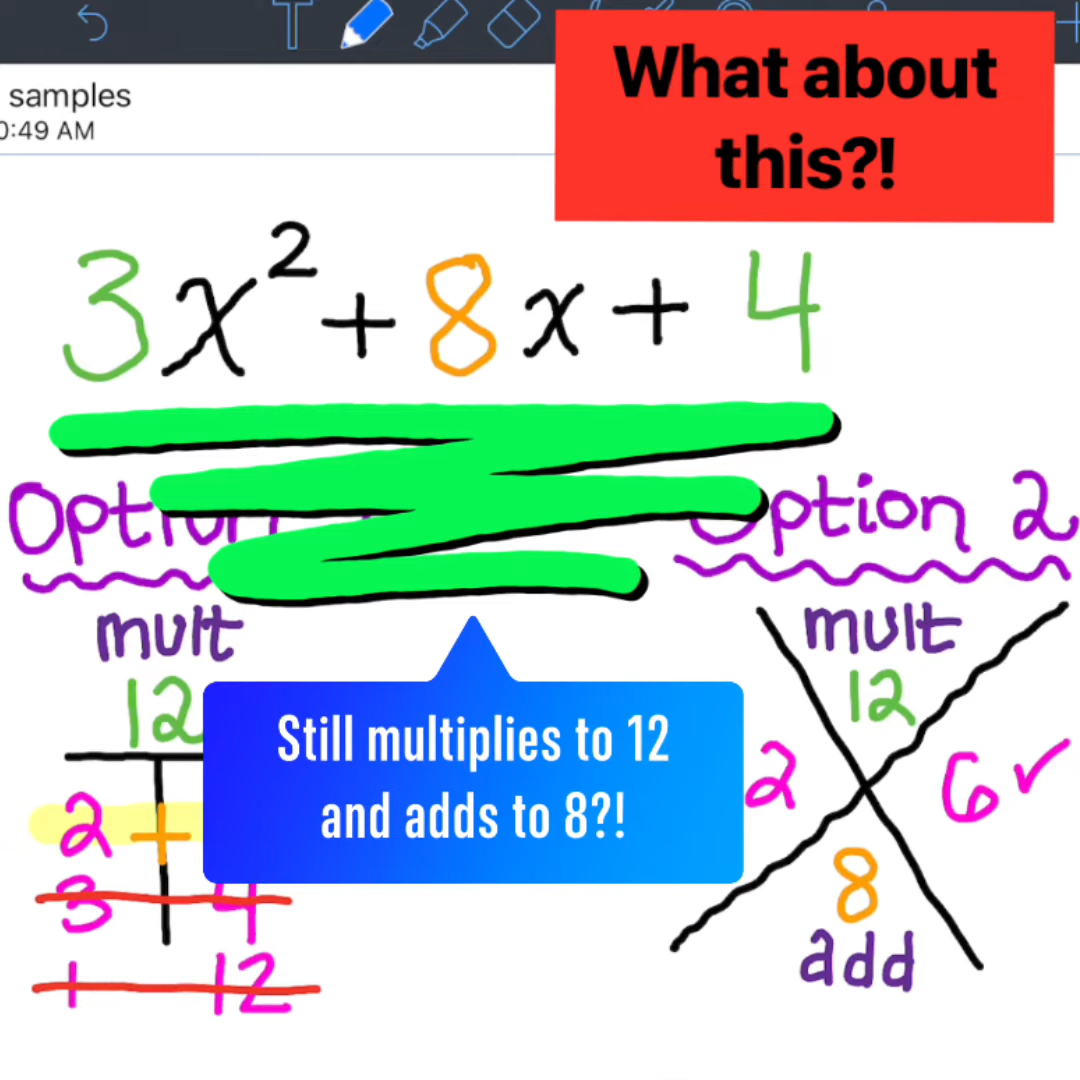 T
samples
0:49 AM
What about
this?!
3x² + 8x + 4
Option 2
mult
12
2 +
3 4
1 12
Still multiplies to 12
and adds to 8?!
mult
12
2 6 ✓
8
add